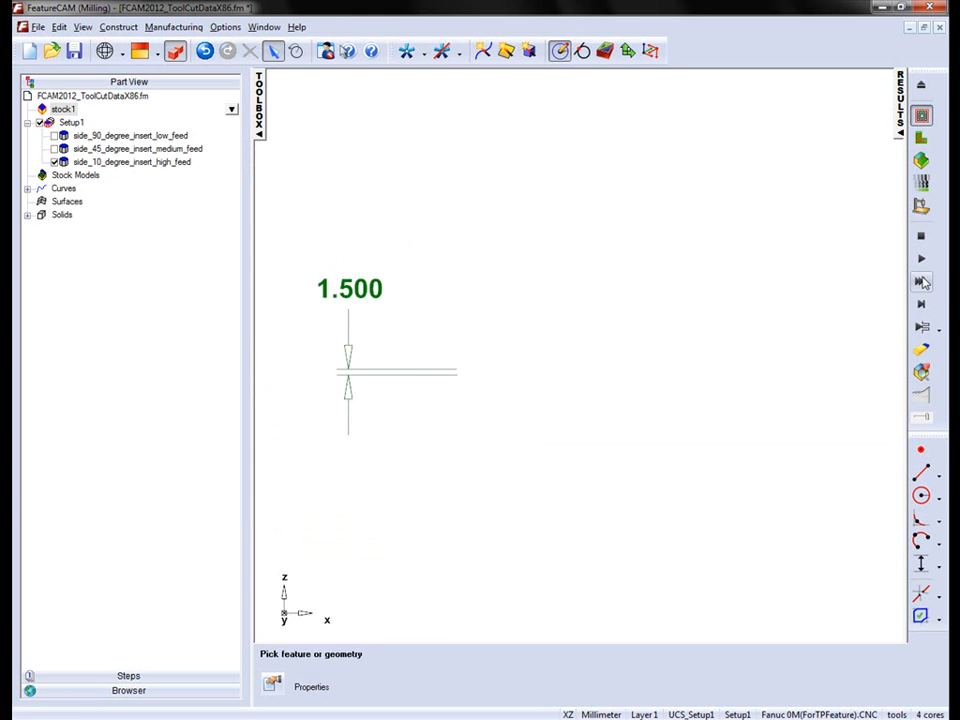 FeatureCAM (Milling) - [FCAM2012_ToolCutDataX86.fm *]
File Edit View Construct Manufacturing Options Window Help
Part View
FCAM2012_ToolCutDataX86.fm
stock1
Setup1
side_90_degree_insert_low_feed
side_45_degree_insert_medium_feed
side_10_degree_insert_high_feed
Stock Models
Curves
Surfaces
Solids
Steps
Browser
TOOLBOX
RESULTS
1.500
z
y
x
Pick feature or geometry
Properties
XZ Millimeter Layer1 UCS_Setup1 Setup1 Fanuc 0M(ForTPFeature).CNC tools 4 cores